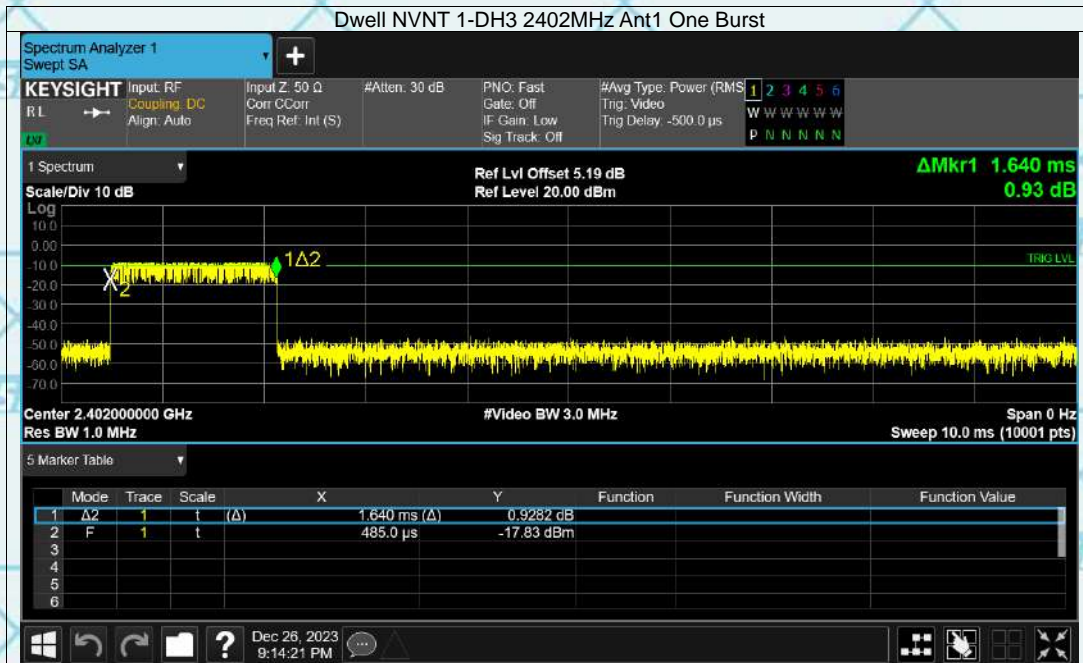 Dwell NVNT 1-DH3 2402MHz Ant1 One Burst
Spectrum Analyzer 1
Swept SA
+
KEYSIGHT Input: RF Input Z: 50 Ω #Atten: 30 dB PNO: Fast #Avg Type: Power (RMS 1 2 3 4 5 6
RL Coupling: DC Corr CCorr Gate: Off Trig: Video W W W W W W
Align: Auto Freq Ref: Int (S) IF Gain: Low Trig Delay: -500.0 µs P N N N N N
LXI Sig Track: Off
1 Spectrum Ref Lvl Offset 5.19 dB ΔMkr1 1.640 ms
Scale/Div 10 dB Ref Level 20.00 dBm 0.93 dB
Log
10.0
0.00
-10.0
-20.0
-30.0
-40.0
-50.0
-60.0
-70.0
1Δ2
TRIG LVL
X2
Center 2.402000000 GHz #Video BW 3.0 MHz Span 0 Hz
Res BW 1.0 MHz Sweep 10.0 ms (10001 pts)
5 Marker Table
Mode Trace Scale X Y Function Function Width Function Value
1 Δ2 1 t (Δ) 1.640 ms (Δ) 0.9282 dB
2 F 1 t 485.0 µs -17.83 dBm
3
4
5
6
? Dec 26, 2023
9:14:21 PM